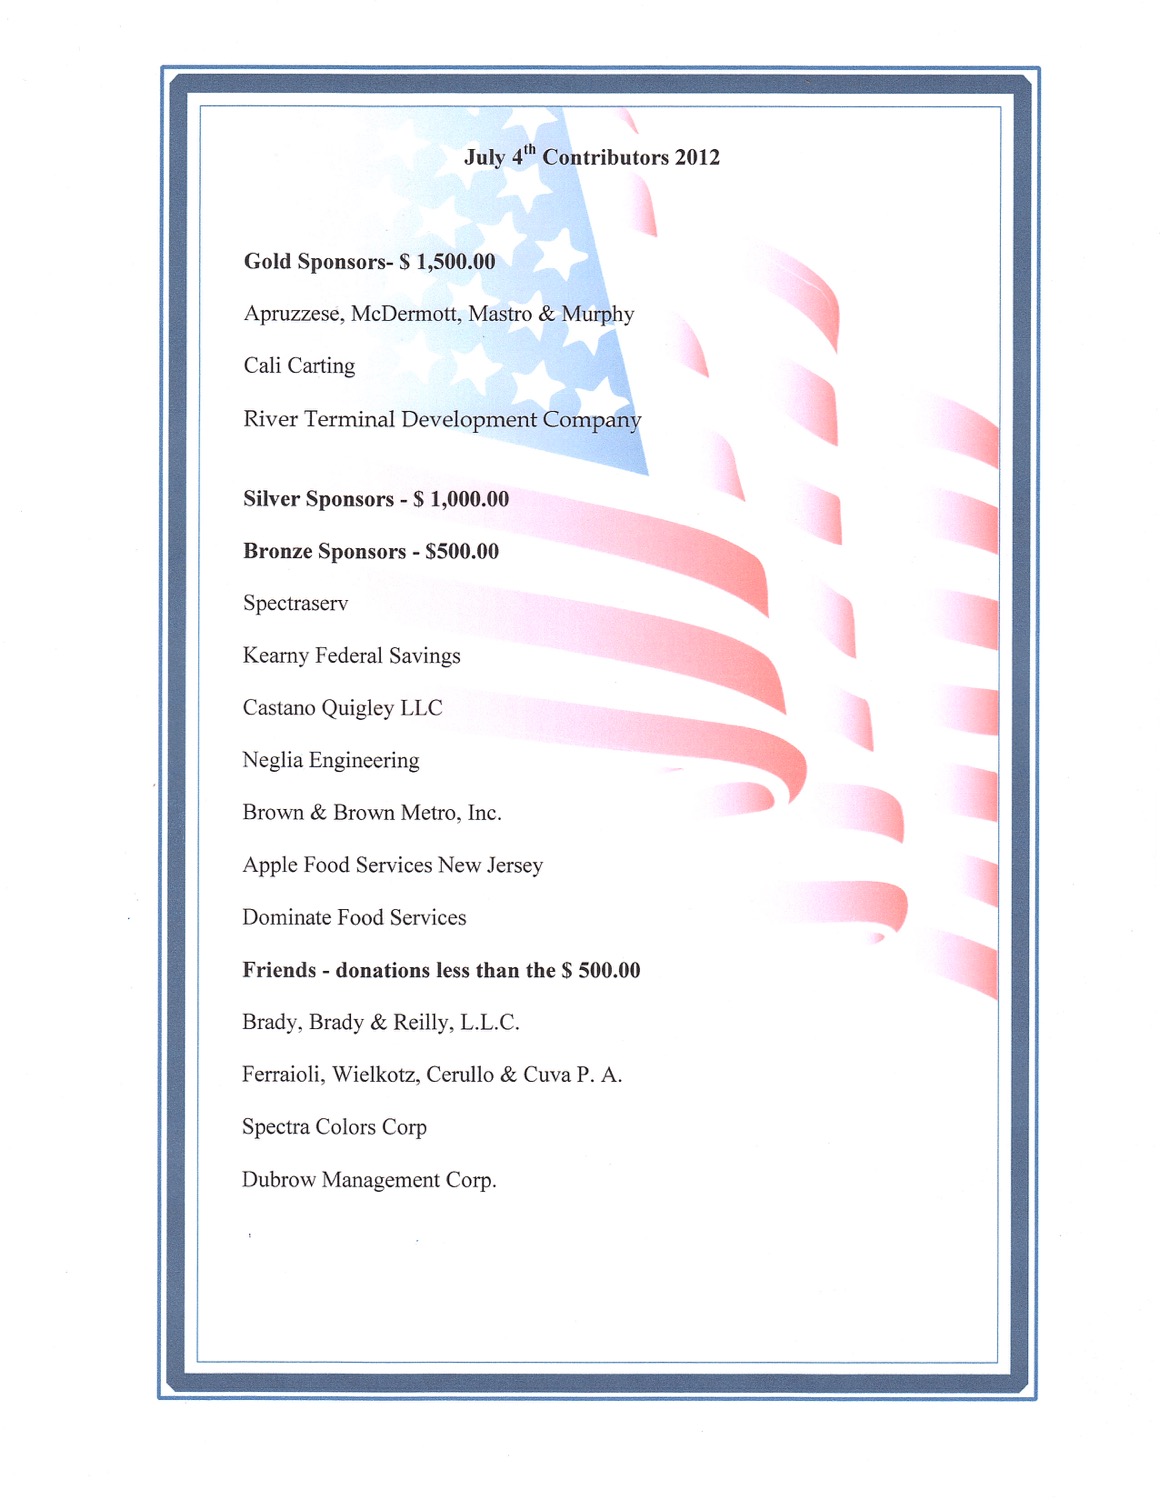 July 4th Contributors 2012
Gold Sponsors- $ 1,500.00
Apruzzese, McDermott, Mastro & Murphy
Cali Carting
River Terminal Development Company
Silver Sponsors - $ 1,000.00
Bronze Sponsors - $500.00
Spectraserv
Kearny Federal Savings
Castano Quigley LLC
Neglia Engineering
Brown & Brown Metro, Inc.
Apple Food Services New Jersey
Dominate Food Services
Friends - donations less than the $ 500.00
Brady, Brady & Reilly, L.L.C.
Ferraioli, Wielkotz, Cerullo & Cuva P. A.
Spectra Colors Corp
Dubrow Management Corp.